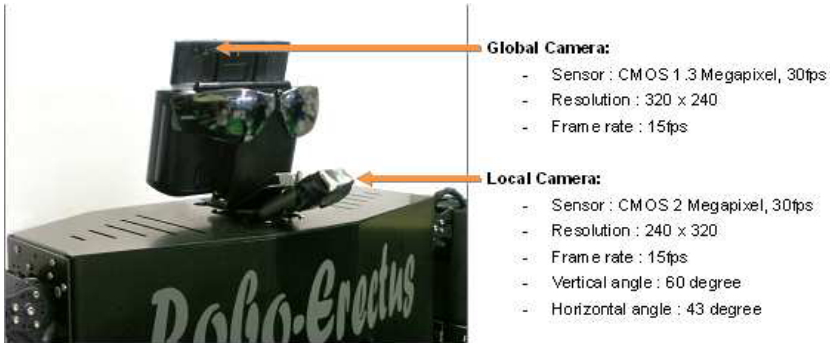 Global Camera:
- Sensor : CMOS 1.3 Megapixel, 30fps
- Resolution : 320 x 240
- Frame rate : 15fps
Local Camera:
- Sensor : CMOS 2 Megapixel, 30fps
- Resolution : 240 x 320
- Frame rate : 15fps
- Vertical angle : 60 degree
- Horizontal angle : 43 degree
Robo-Erectus